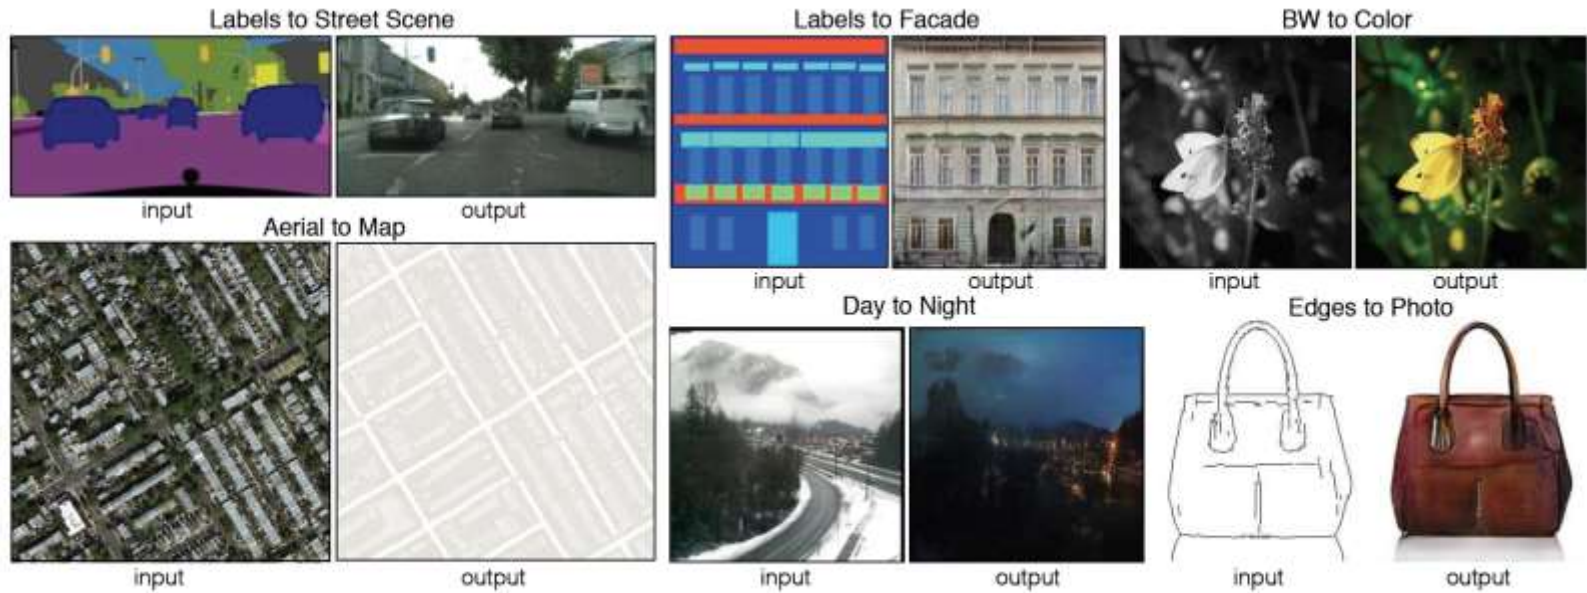 Labels to Street Scene
input
output
Aerial to Map
input
output
Labels to Facade
input
output
Day to Night
input
output
BW to Color
input
output
Edges to Photo
input
output